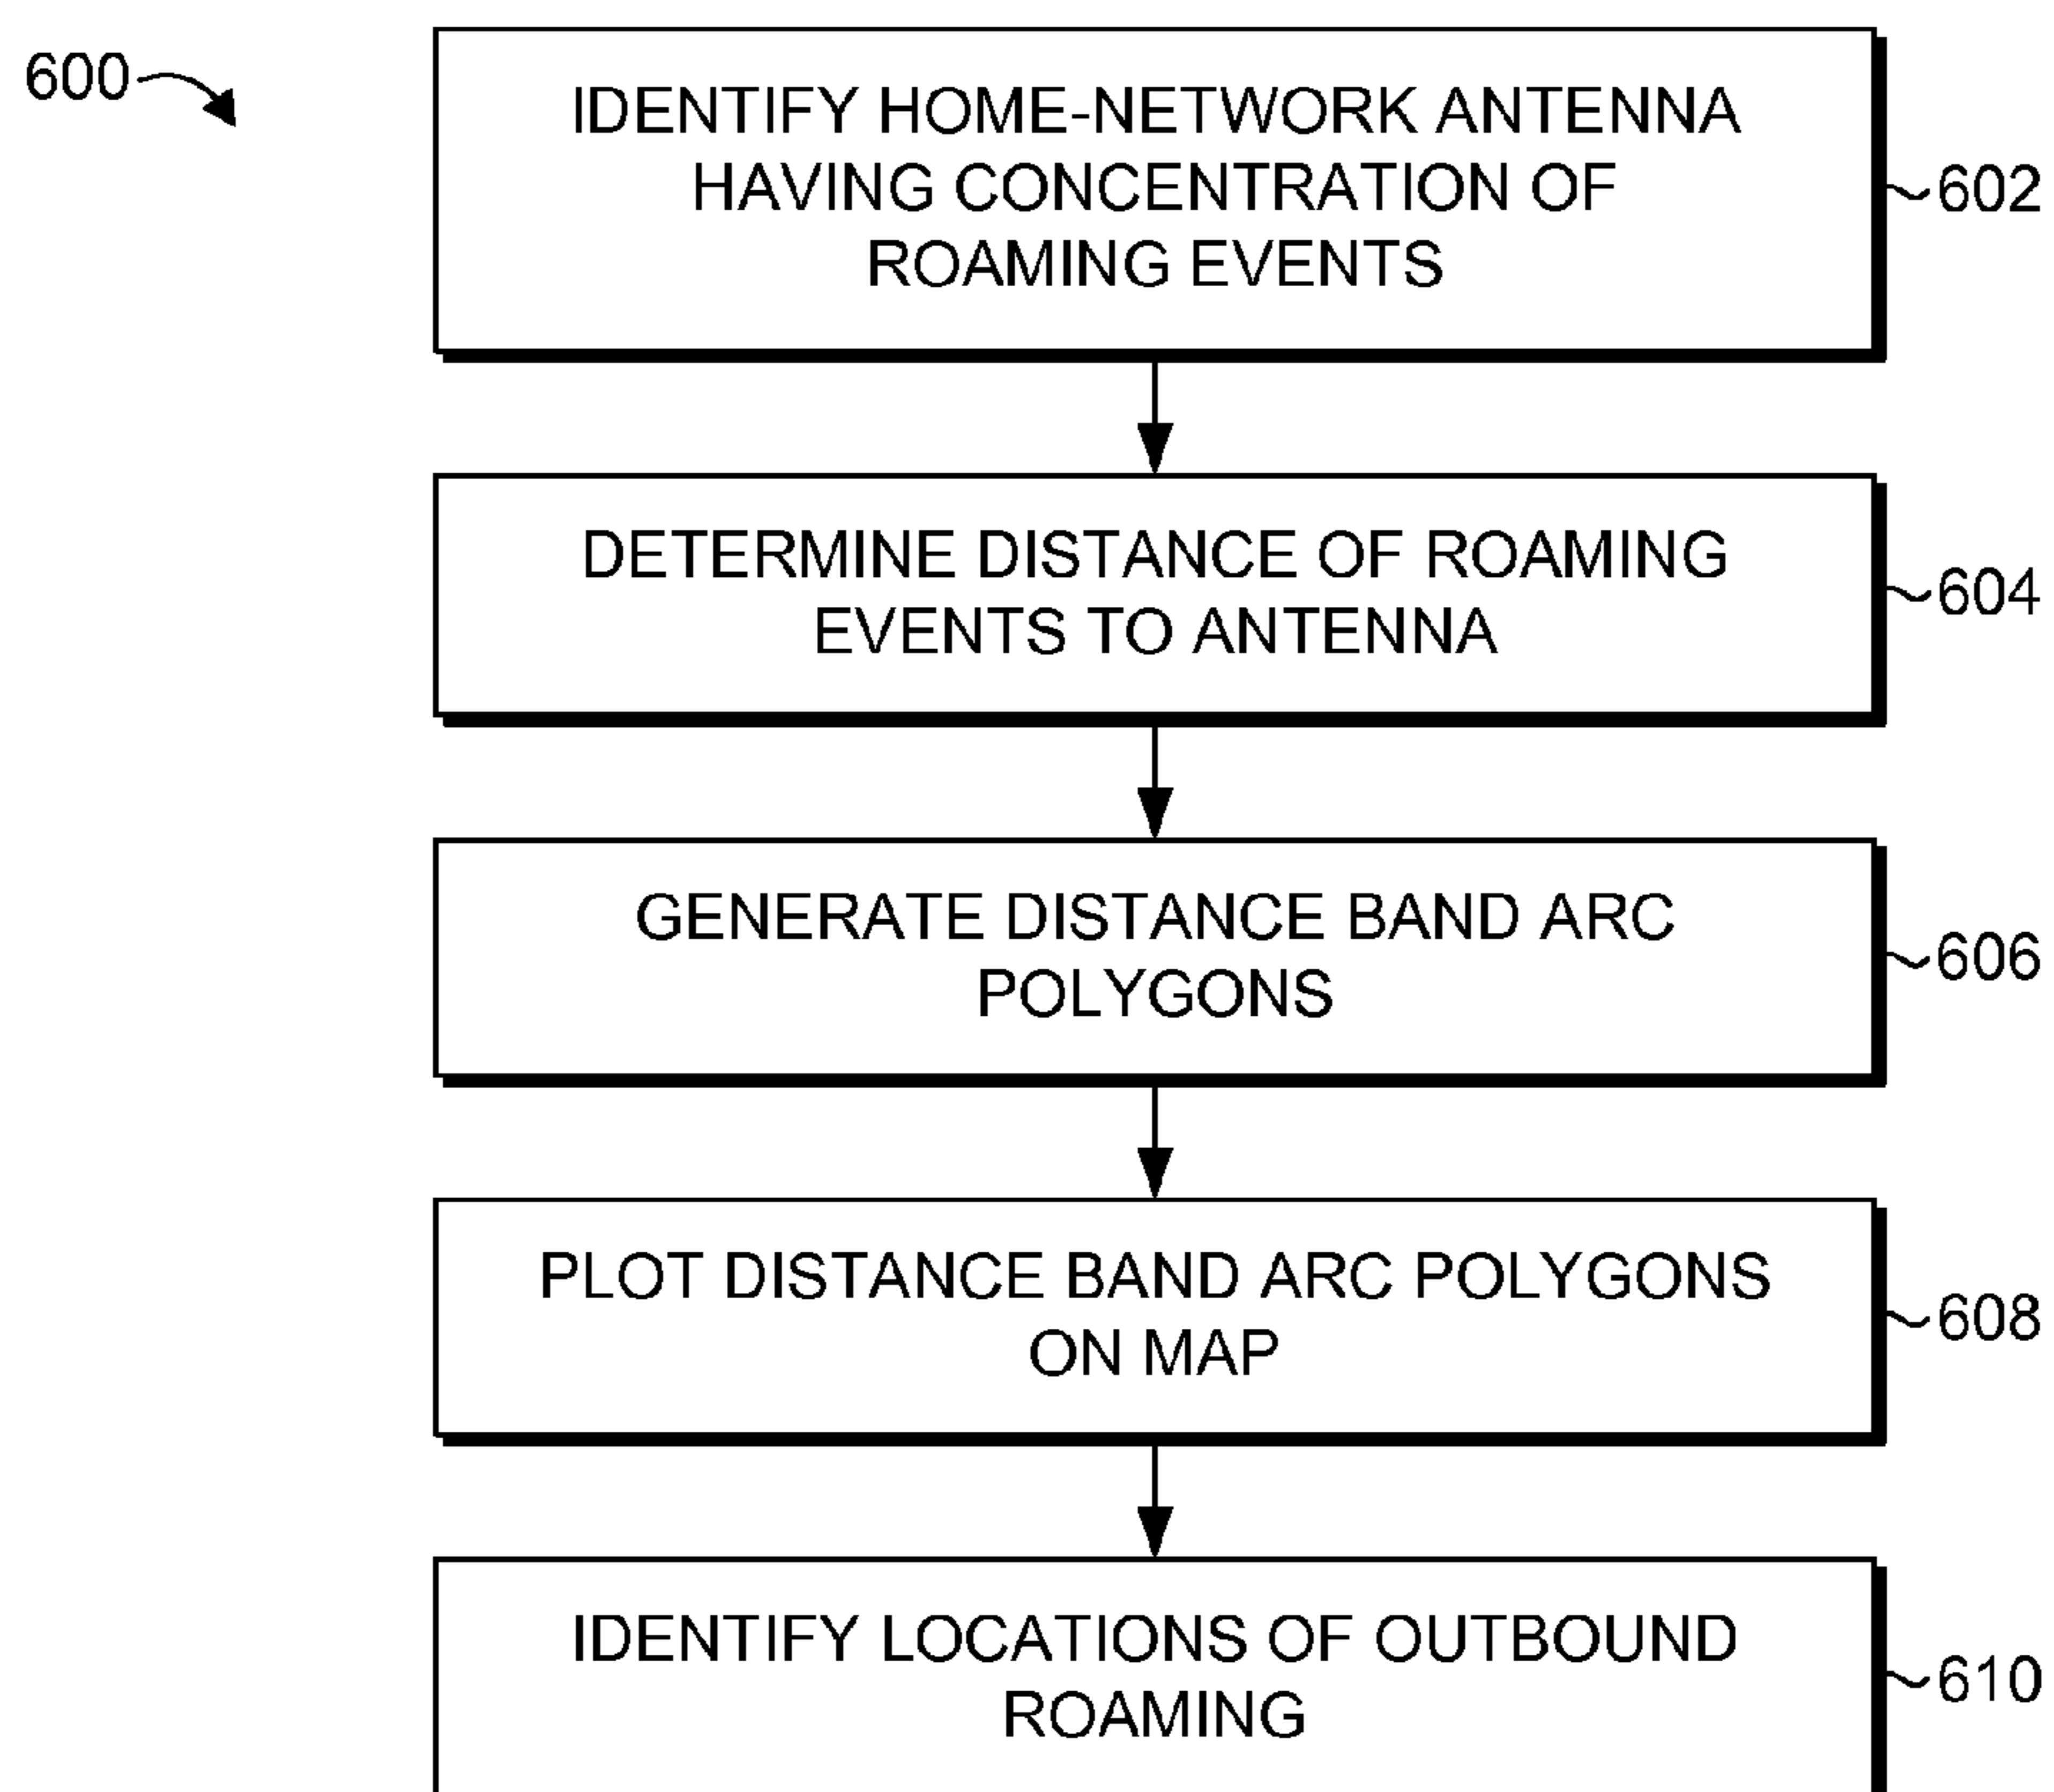 600
IDENTIFY HOME-NETWORK ANTENNA
HAVING CONCENTRATION OF
ROAMING EVENTS
602
DETERMINE DISTANCE OF ROAMING
EVENTS TO ANTENNA
604
GENERATE DISTANCE BAND ARC
POLYGONS
606
PLOT DISTANCE BAND ARC POLYGONS
ON MAP
608
IDENTIFY LOCATIONS OF OUTBOUND
ROAMING
610